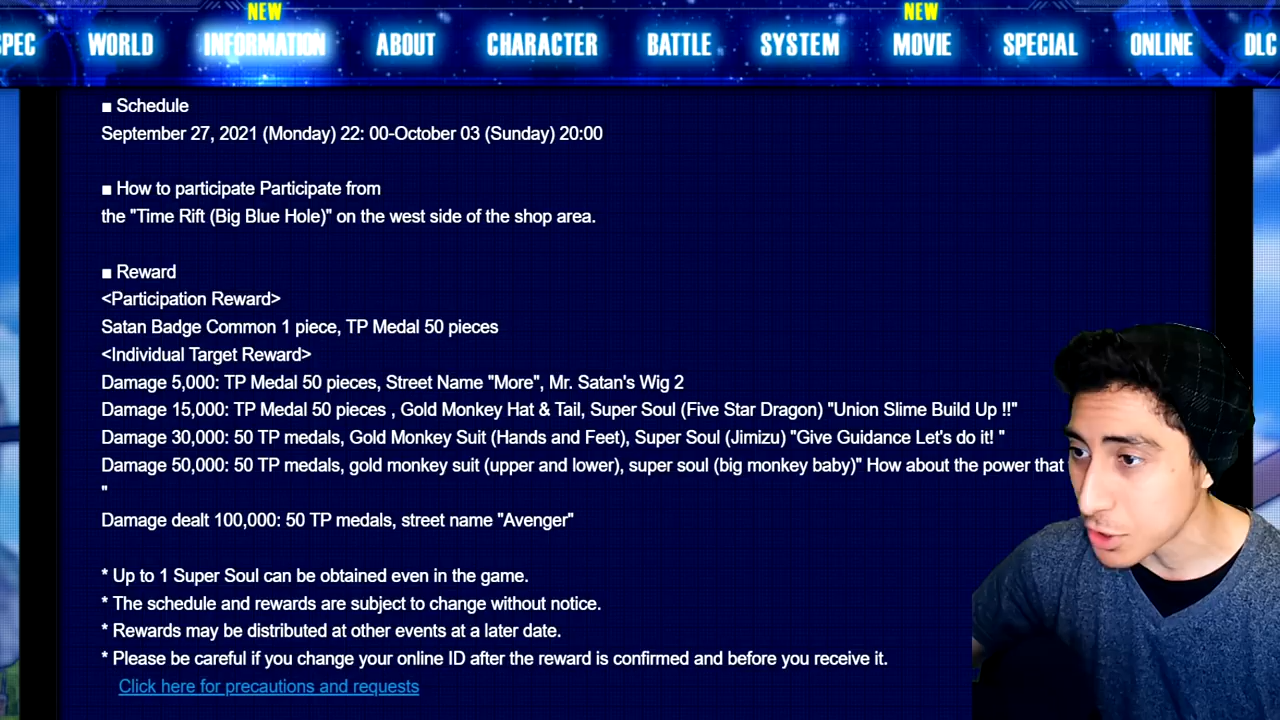 NEW NEW
PEC WORLD INFORMATION ABOUT CHARACTER BATTLE SYSTEM MOVIE SPECIAL ONLINE DLC
■ Schedule
September 27, 2021 (Monday) 22: 00-October 03 (Sunday) 20:00
■ How to participate Participate from
the "Time Rift (Big Blue Hole)" on the west side of the shop area.
■ Reward
<Participation Reward>
Satan Badge Common 1 piece, TP Medal 50 pieces
<Individual Target Reward>
Damage 5,000: TP Medal 50 pieces, Street Name "More", Mr. Satan's Wig 2
Damage 15,000: TP Medal 50 pieces , Gold Monkey Hat & Tail, Super Soul (Five Star Dragon) "Union Slime Build Up !!"
Damage 30,000: 50 TP medals, Gold Monkey Suit (Hands and Feet), Super Soul (Jimizu) "Give Guidance Let's do it! "
Damage 50,000: 50 TP medals, gold monkey suit (upper and lower), super soul (big monkey baby)" How about the power that
"
Damage dealt 100,000: 50 TP medals, street name "Avenger"
* Up to 1 Super Soul can be obtained even in the game.
* The schedule and rewards are subject to change without notice.
* Rewards may be distributed at other events at a later date.
* Please be careful if you change your online ID after the reward is confirmed and before you receive it.
Click here for precautions and requests